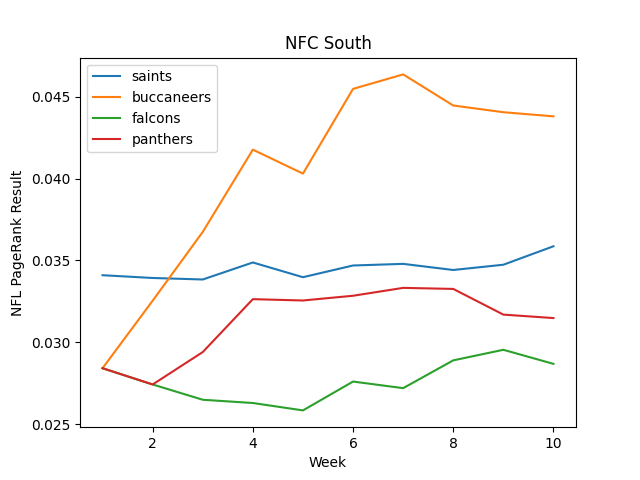 NFC South
saints
buccaneers
falcons
panthers
NFL PageRank Result
0.045
0.040
0.035
0.030
0.025
2
4
6
8
10
Week